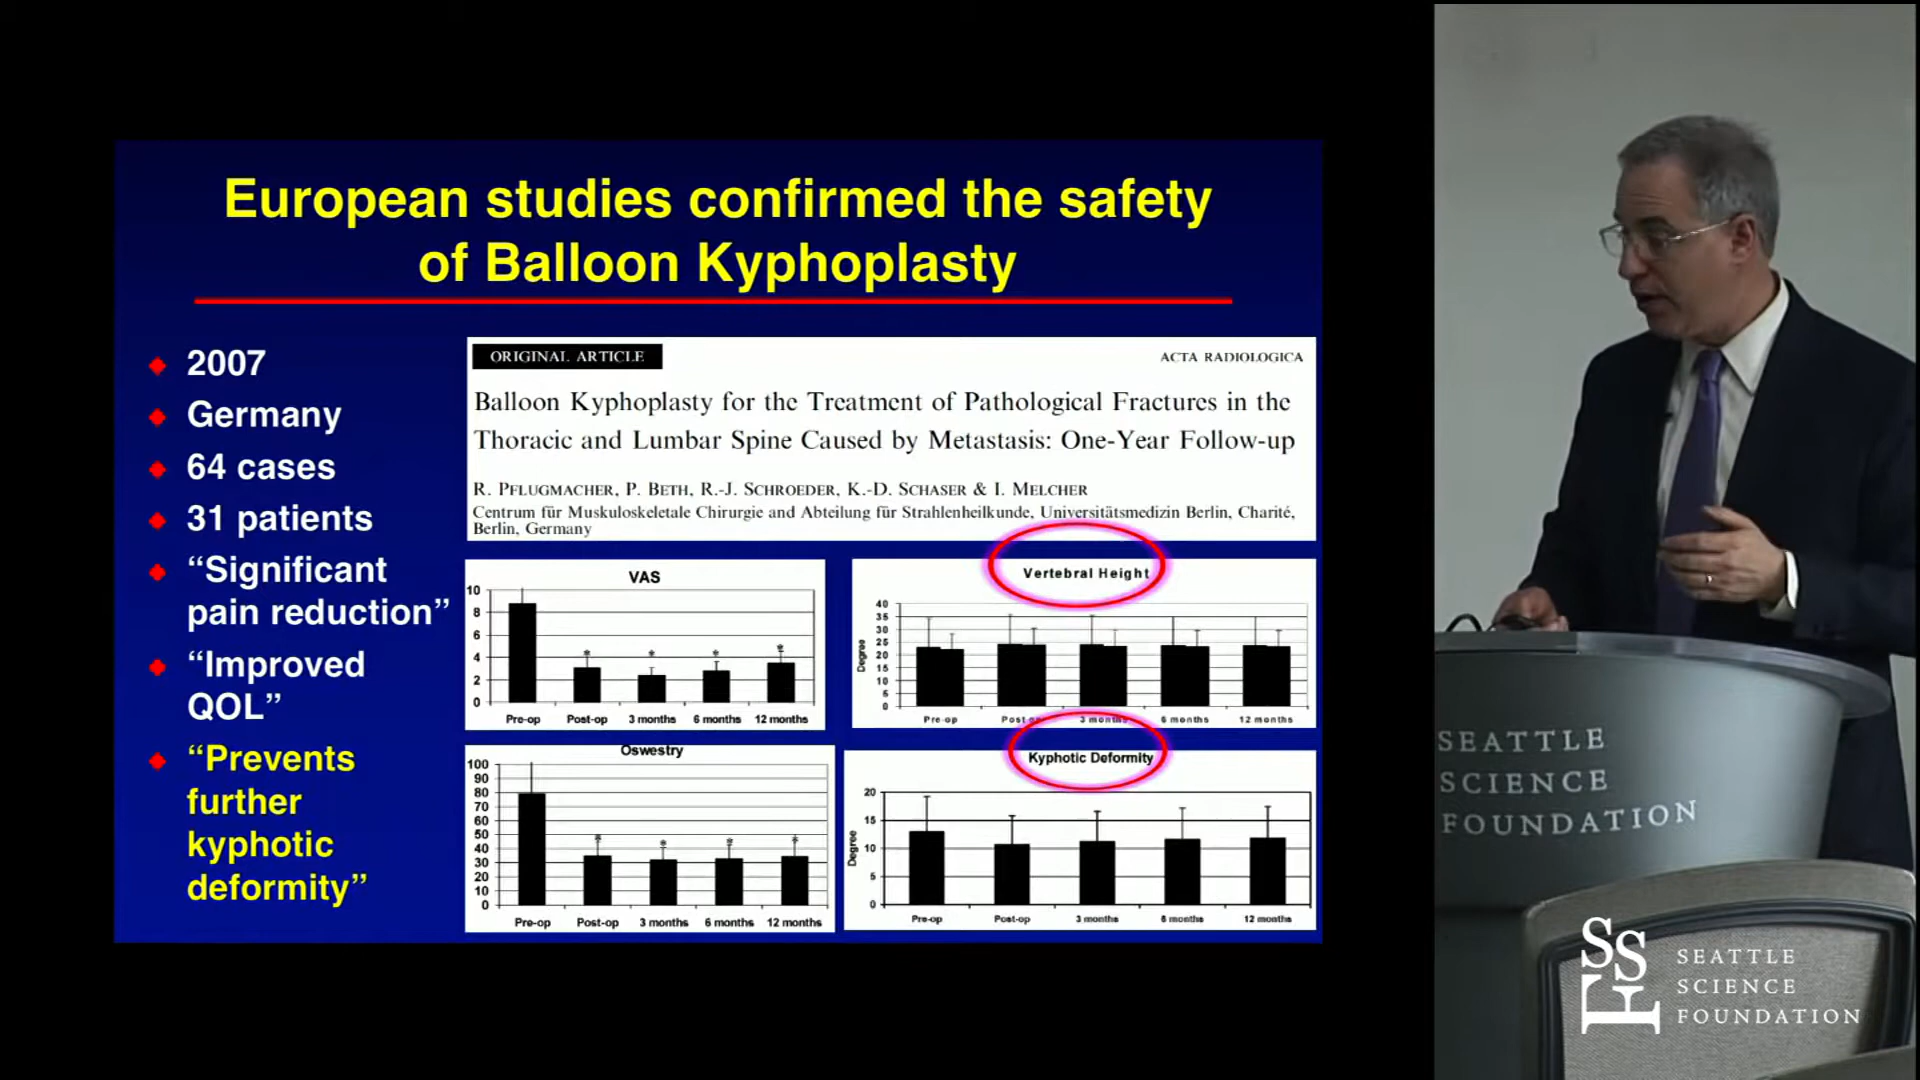 European studies confirmed the safety
of Balloon Kyphoplasty
2007
Germany
64 cases
31 patients
“Significant
pain reduction”
“Improved
QOL”
“Prevents
further
kyphotic
deformity”
ORIGINAL ARTICLE
ACTA RADIOLOGICA
Balloon Kyphoplasty for the Treatment of Pathological Fractures in the
Thoracic and Lumbar Spine Caused by Metastasis: One-Year Follow-up
R. PFLUGMACHER, P. BETH, R.-J. SCHROEDER, K.-D. SCHASER & I. MELCHER
Centrum für Muskuloskeletale Chirurgie and Abteilung für Strahlenheilkunde, Universitätsmedizin Berlin, Charité,
Berlin, Germany
VAS
10
8
6
4
2
0
* * * *
Pre-op Post-op 3 months 6 months 12 months
Vertebral Height
Degree
40
35
30
25
20
15
10
5
0
Pre-op Post-op 3 months 6 months 12 months
Oswestry
100
90
80
70
60
50
40
30
20
10
0
* * * *
Pre-op Post-op 3 months 6 months 12 months
Kyphotic Deformity
Degree
20
15
10
5
0
Pre-op Post-op 3 months 6 months 12 months
SEATTLE
SCIENCE
FOUNDATION
SSF
SEATTLE
SCIENCE
FOUNDATION